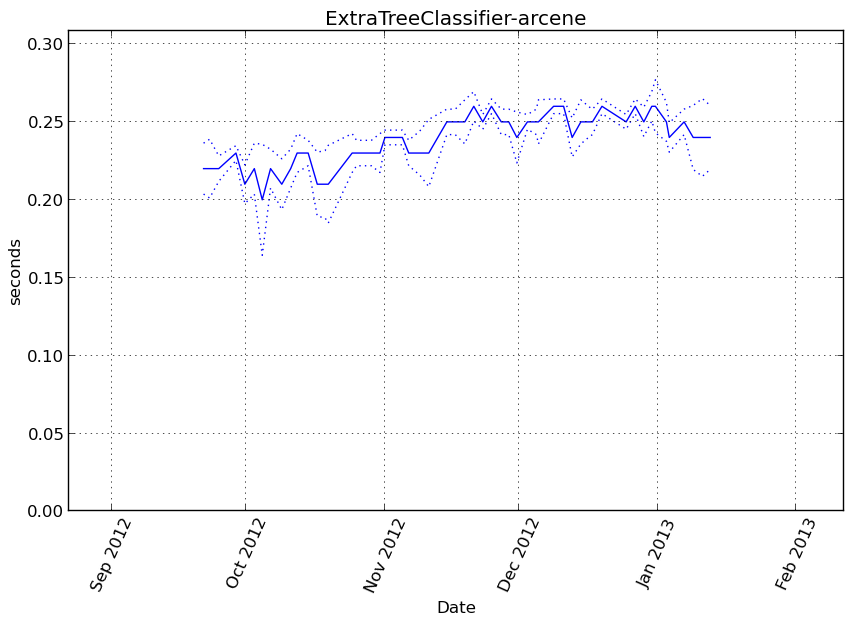 ExtraTreeClassifier-arcene
0.30
0.25
0.20
0.15
0.10
0.05
0.00
seconds
Sep 2012
Oct 2012
Nov 2012
Dec 2012
Jan 2013
Feb 2013
Date